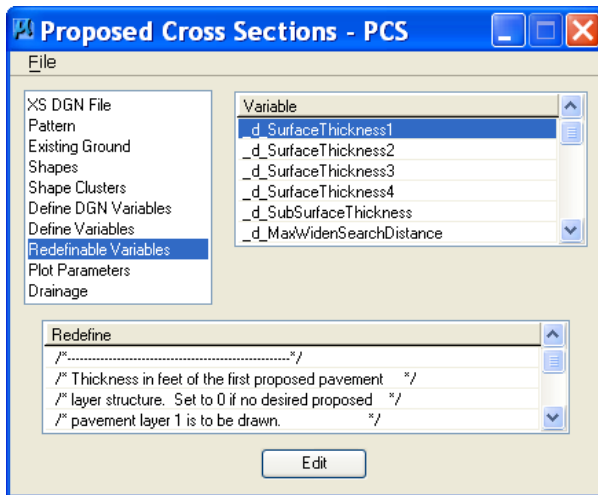 Proposed Cross Sections - PCS
File
XS DGN File
Pattern
Existing Ground
Shapes
Shape Clusters
Define DGN Variables
Define Variables
Redefinable Variables
Plot Parameters
Drainage
Variable
_d_SurfaceThickness1
_d_SurfaceThickness2
_d_SurfaceThickness3
_d_SurfaceThickness4
_d_SubSurfaceThickness
_d_MaxWidenSearchDistance
Redefine
/*-----------------------------------------------------*/
/* Thickness in feet of the first proposed pavement */
/* layer structure. Set to 0 if no desired proposed */
/* pavement layer 1 is to be drawn. */
Edit